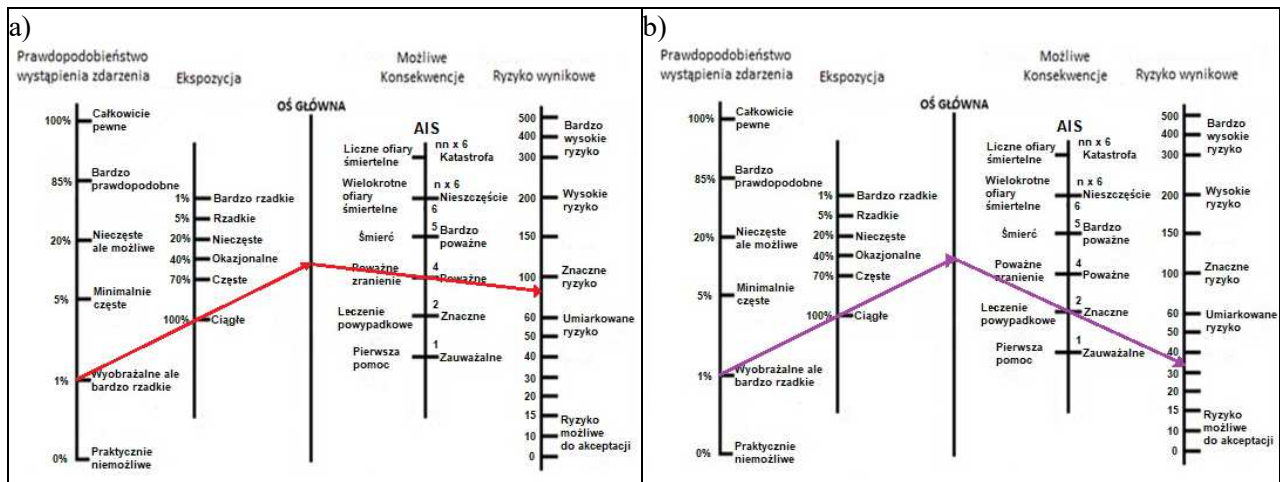 a)
Prawdopodobieństwo
wystąpienia zdarzenia
Ekspozycja
OŚ GŁÓWNA
Możliwe
Konsekwencje
Ryzyko wynikowe
AIS
100%
Całkowicie
pewne
85%
Bardzo
prawdopodobne
20%
Nieczęste
ale możliwe
5%
Minimalnie
częste
1%
Wyobrażalne ale
bardzo rzadkie
0%
Praktycznie
niemożliwe
1% Bardzo rzadkie
5% Rzadkie
20% Nieczęste
40% Okazjonalne
70% Częste
100% Ciągłe
Liczne ofiary
śmiertelne
nn x 6
Katastrofa
Wielokrotne
ofiary
śmiertelne
n x 6
Nieszczęście
6
Śmierć
5
Bardzo
poważne
Poważne
zranienie
4
Poważne
Leczenie
powypadkowe
2
Znaczne
Pierwsza
pomoc
1
Zauważalne
500
400
300
200
150
100
60
50
40
30
20
15
10
0
Bardzo
wysokie
ryzyko
Wysokie
ryzyko
Znaczne
ryzyko
Umiarkowane
ryzyko
Ryzyko
możliwe
do akceptacji
b)
Prawdopodobieństwo
wystąpienia zdarzenia
Ekspozycja
OŚ GŁÓWNA
Możliwe
Konsekwencje
Ryzyko wynikowe
AIS
100%
Całkowicie
pewne
85%
Bardzo
prawdopodobne
20%
Nieczęste
ale możliwe
5%
Minimalnie
częste
1%
Wyobrażalne ale
bardzo rzadkie
0%
Praktycznie
niemożliwe
1% Bardzo rzadkie
5% Rzadkie
20% Nieczęste
40% Okazjonalne
70% Częste
100% Ciągłe
Liczne ofiary
śmiertelne
nn x 6
Katastrofa
Wielokrotne
ofiary
śmiertelne
n x 6
Nieszczęście
6
Śmierć
5
Bardzo
poważne
Poważne
zranienie
4
Poważne
Leczenie
powypadkowe
2
Znaczne
Pierwsza
pomoc
1
Zauważalne
500
400
300
200
150
100
60
50
40
30
20
15
10
0
Bardzo
wysokie
ryzyko
Wysokie
ryzyko
Znaczne
ryzyko
Umiarkowane
ryzyko
Ryzyko
możliwe
do akceptacji